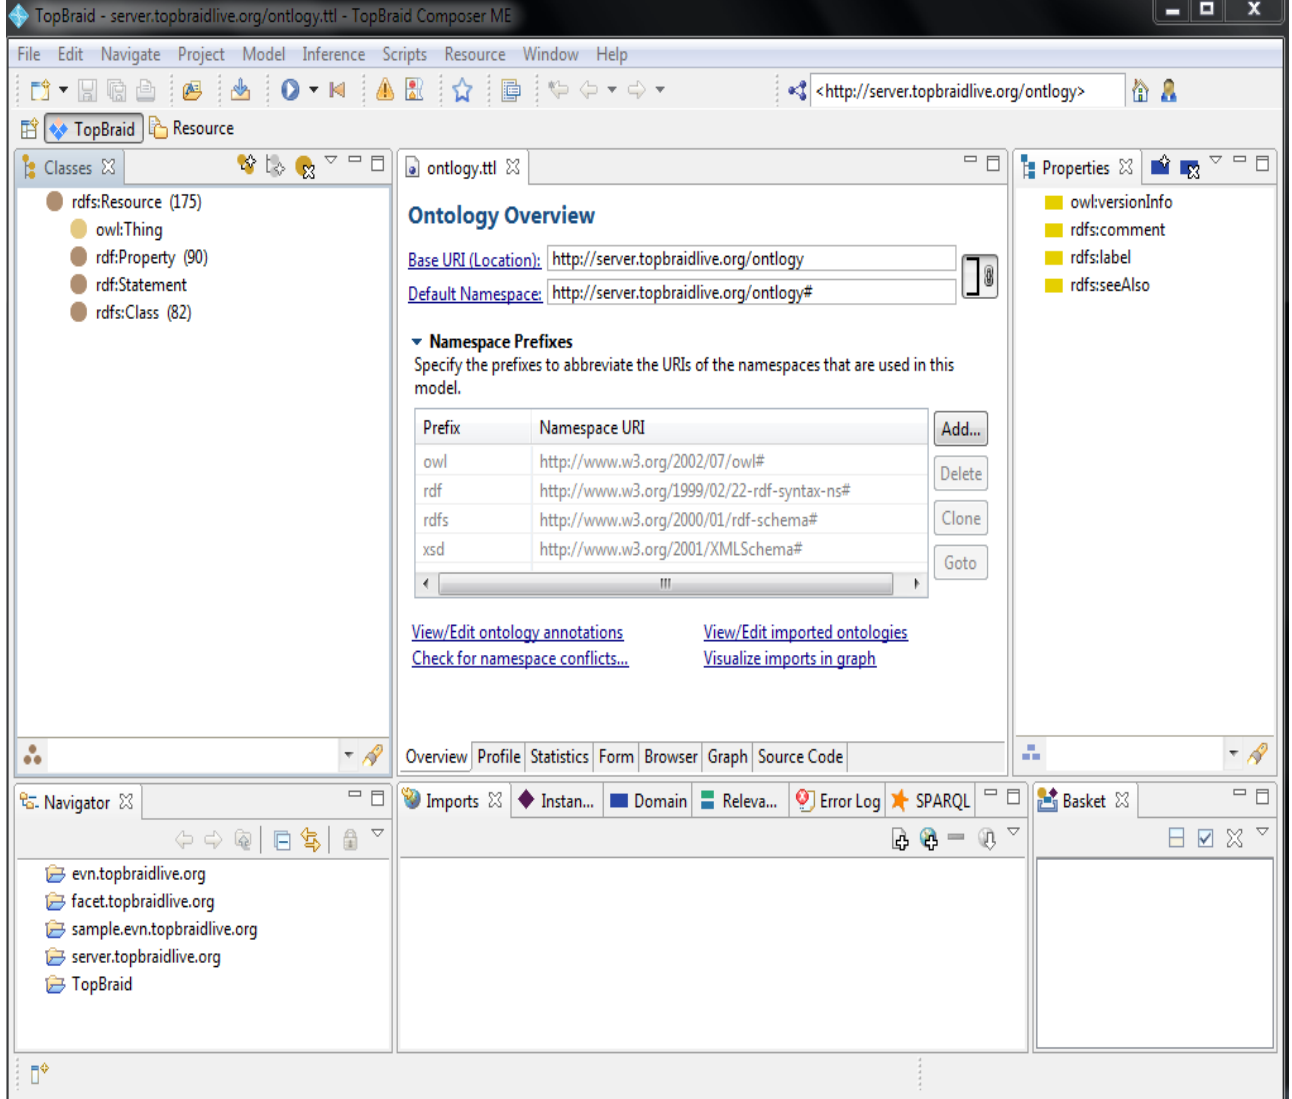 TopBraid - server.topbraidlive.org/ontlogy.ttl - TopBraid Composer ME
File Edit Navigate Project Model Inference Scripts Resource Window Help
<http://server.topbraidlive.org/ontlogy>
TopBraid Resource
Classes
rdfs:Resource (175)
owl:Thing
rdf:Property (90)
rdf:Statement
rdfs:Class (82)
ontlogy.ttl
Ontology Overview
Base URI (Location): http://server.topbraidlive.org/ontlogy
Default Namespace: http://server.topbraidlive.org/ontlogy#
Namespace Prefixes
Specify the prefixes to abbreviate the URIs of the namespaces that are used in this
model.
Prefix Namespace URI
owl http://www.w3.org/2002/07/owl#
rdf http://www.w3.org/1999/02/22-rdf-syntax-ns#
rdfs http://www.w3.org/2000/01/rdf-schema#
xsd http://www.w3.org/2001/XMLSchema#
Add...
Delete
Clone
Goto
View/Edit ontology annotations View/Edit imported ontologies
Check for namespace conflicts... Visualize imports in graph
Overview Profile Statistics Form Browser Graph Source Code
Properties
owl:versionInfo
rdfs:comment
rdfs:label
rdfs:seeAlso
Navigator
evn.topbraidlive.org
facet.topbraidlive.org
sample.evn.topbraidlive.org
server.topbraidlive.org
TopBraid
Imports Instan... Domain Releva... Error Log SPARQL
Basket